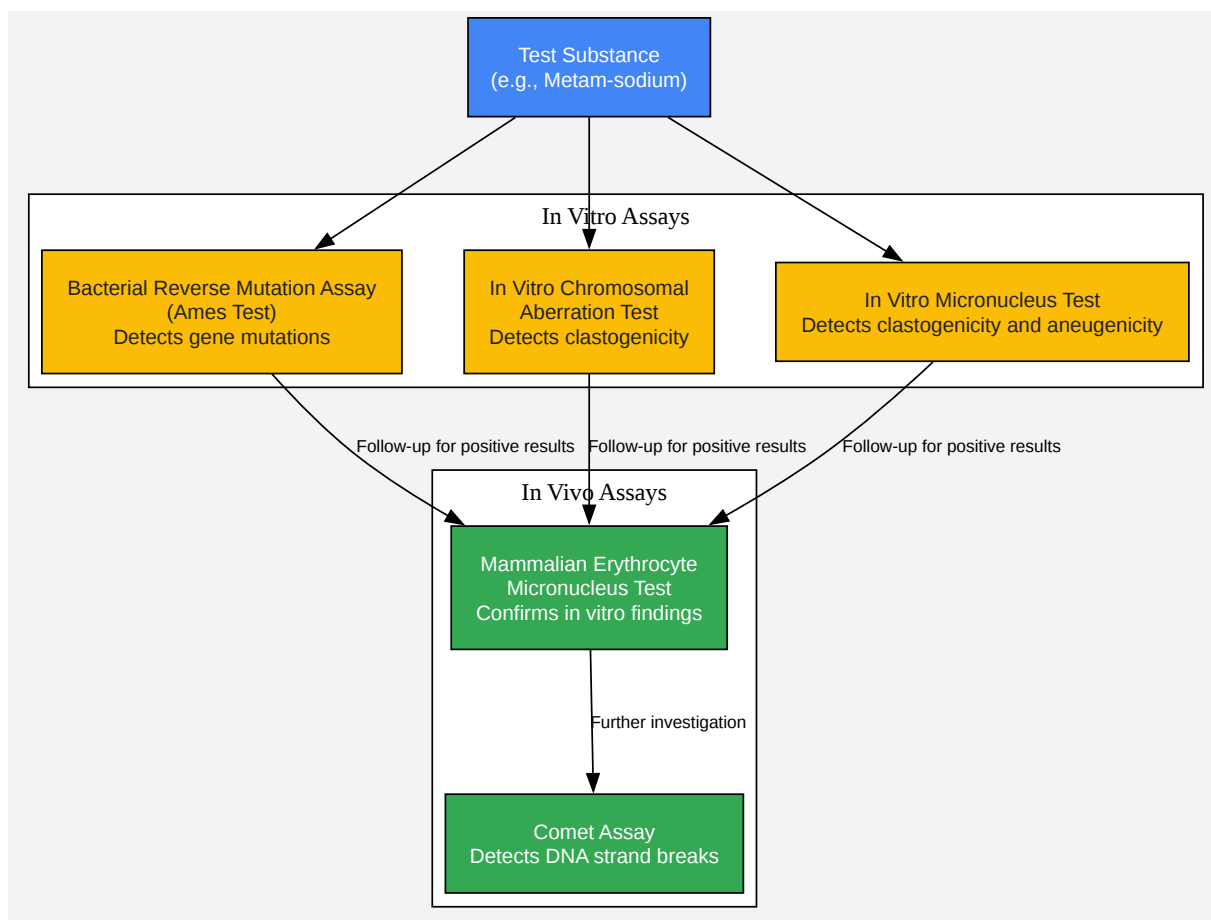 Test Substance
(e.g., Metam-sodium)
In Vitro Assays
Bacterial Reverse Mutation Assay
(Ames Test)
Detects gene mutations
In Vitro Chromosomal
Aberration Test
Detects clastogenicity
In Vitro Micronucleus Test
Detects clastogenicity and aneugenicity
Follow-up for positive results
Follow-up for positive results
Follow-up for positive results
In Vivo Assays
Mammalian Erythrocyte
Micronucleus Test
Confirms in vitro findings
Further investigation
Comet Assay
Detects DNA strand breaks